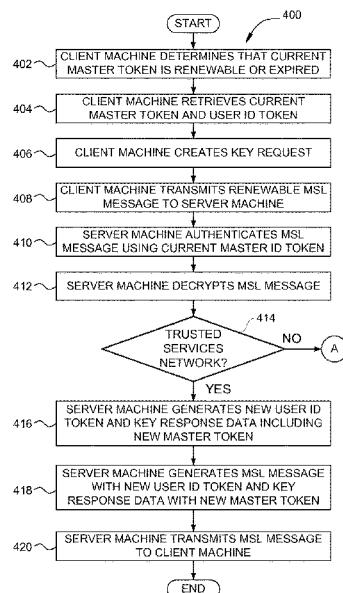 START
400
402
CLIENT MACHINE DETERMINES THAT CURRENT
MASTER TOKEN IS RENEWABLE OR EXPIRED
404
CLIENT MACHINE RETRIEVES CURRENT
MASTER TOKEN AND USER ID TOKEN
406
CLIENT MACHINE CREATES KEY REQUEST
408
CLIENT MACHINE TRANSMITS RENEWABLE MSL
MESSAGE TO SERVER MACHINE
410
SERVER MACHINE AUTHENTICATES MSL
MESSAGE USING CURRENT MASTER ID TOKEN
412
SERVER MACHINE DECRYPTS MSL MESSAGE
414
TRUSTED
SERVICES
NETWORK?
NO
A
YES
416
SERVER MACHINE GENERATES NEW USER ID
TOKEN AND KEY RESPONSE DATA INCLUDING
NEW MASTER TOKEN
418
SERVER MACHINE GENERATES MSL MESSAGE
WITH NEW USER ID TOKEN AND KEY
RESPONSE DATA WITH NEW MASTER TOKEN
420
SERVER MACHINE TRANSMITS MSL MESSAGE
TO CLIENT MACHINE
END